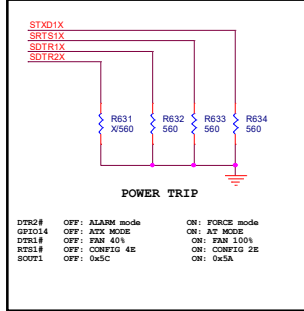 STXD1X
SRTS1X
SDTR1X
SDTR2X
R631 R632 R633 R634
X/560 560 560 560
POWER TRIP
DTR2# OFF: ALARM mode ON: FORCE mode
GPIO14 OFF: ATX MODE ON: AT MODE
DTR1# OFF: FAN 40% ON: FAN 100%
RTS1# OFF: CONFIG 4E ON: CONFIG 2E
SOUT1 OFF: 0x5C ON: 0x5A